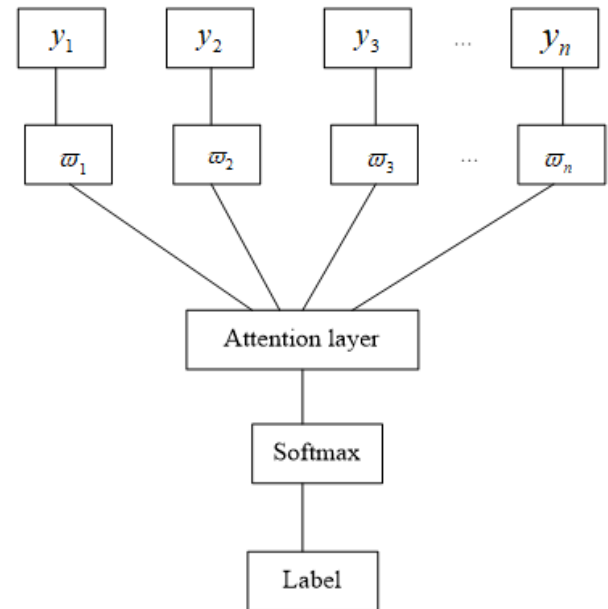 y₁ y₂ y₃ ... yₙ
ϖ₁ ϖ₂ ϖ₃ ... ϖₙ
Attention layer
Softmax
Label